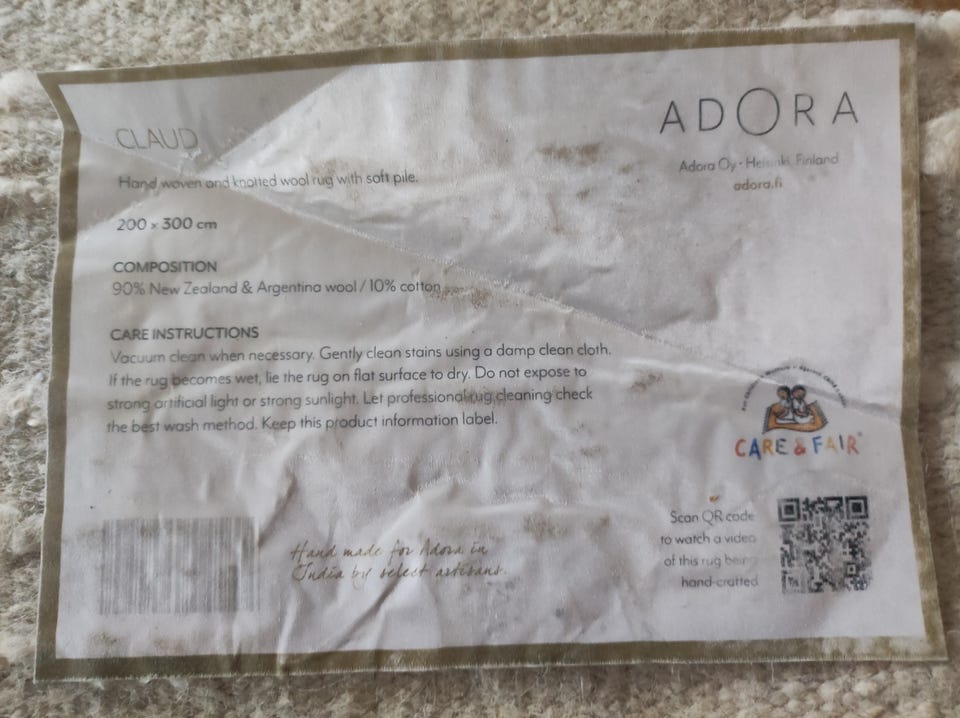 CLAUD
Hand woven and knotted wool rug with soft pile.
200 x 300 cm
COMPOSITION
90% New Zealand & Argentina wool / 10% cotton
CARE INSTRUCTIONS
Vacuum clean when necessary. Gently clean stains using a damp clean cloth.
If the rug becomes wet, lie the rug on flat surface to dry. Do not expose to
strong artificial light or strong sunlight. Let professional rug cleaning check
the best wash method. Keep this product information label.
Hand made for Adora in
India by select artisans.
ADORA
Adora Oy • Helsinki, Finland
adora.fi
CARE & FAIR
Scan QR code
to watch a video
of this rug being
hand-crafted